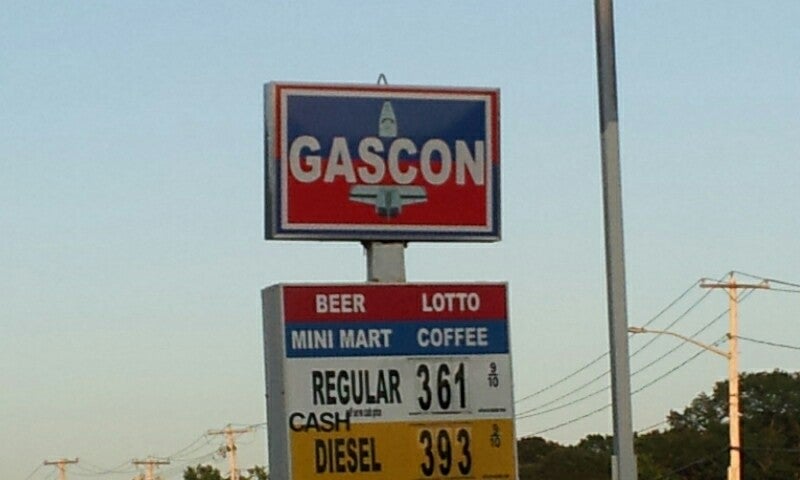 GASCON
BEER LOTTO
MINI MART COFFEE
REGULAR 361 9/10
CASH
DIESEL 393 9/10